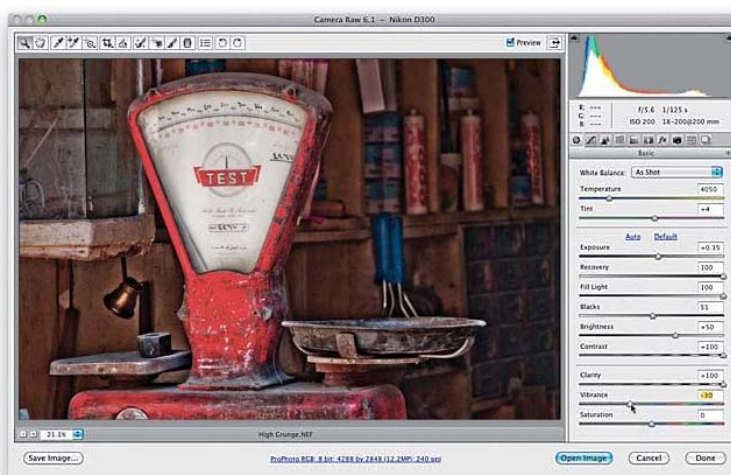 Camera Raw 6.1 – Nikon D300
Preview
R: ---
G: ---
B: ---
f/5.6 1/125 s
ISO 200 18-200@200 mm
Basic
White Balance: As Shot
Temperature 4050
Tint +4
Auto Default
Exposure +0.35
Recovery 100
Fill Light 100
Blacks 51
Brightness +50
Contrast +100
Clarity +100
Vibrance -30
Saturation 0
TEST
21.1%
High Grunge.NEF
Save Image...
ProPhoto RGB; 8 bit; 4288 by 2848 (12.2MP); 240 ppi
Open Image
Cancel
Done